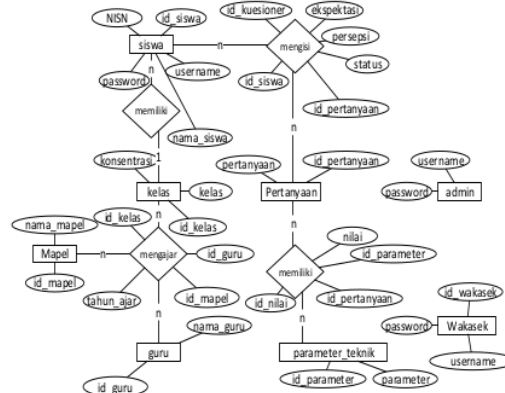 id_kuesioner
ekspektasi
NISN
id_siswa
persepsi
siswa
n
mengisi
status
n
password
username
id_siswa
memiliki
id_pertanyaan
nama_siswa
n
1
konsentrasi
pertanyaan
id_pertanyaan
username
kelas
kelas
Pertanyaan
password
admin
id_kelas
n
id_kelas
n
nilai
nama_mapel
id_parameter
Mapel
n
mengajar
id_guru
memiliki
id_wakasek
id_mapel
tahun_ajar
id_mapel
id_nilai
id_pertanyaan
n
n
nama_guru
password
Wakasek
guru
parameter_teknik
username
id_guru
id_parameter
parameter